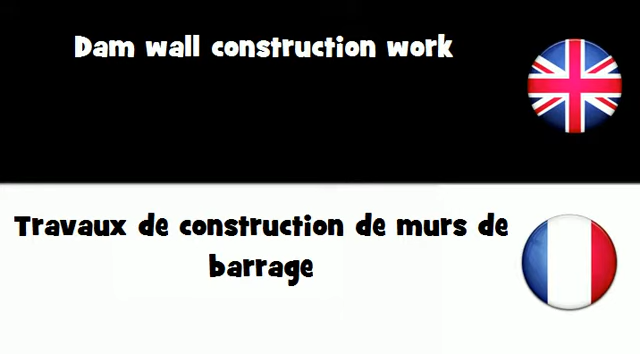 Dam wall construction work
Travaux de construction de murs de
barrage